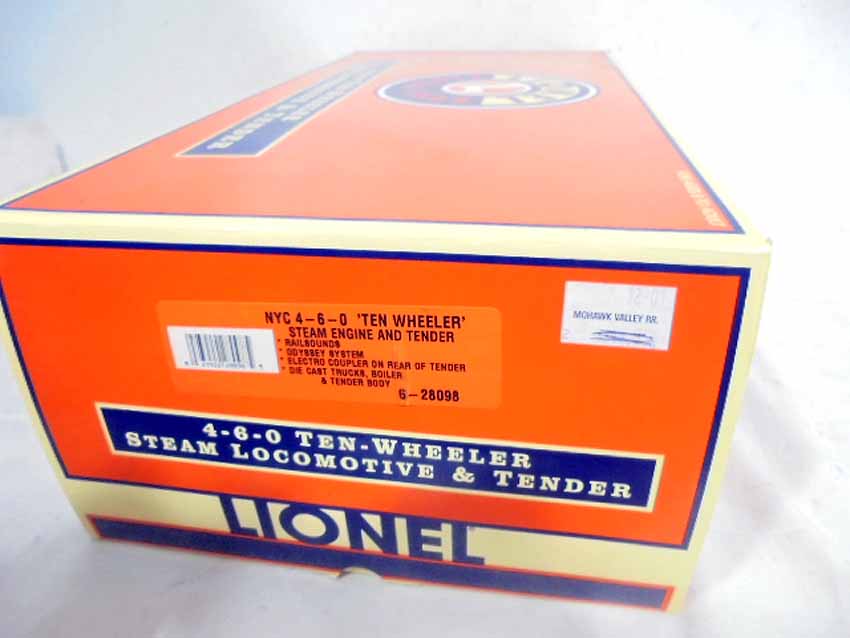 NYC 4-6-0 'TEN WHEELER'
STEAM ENGINE AND TENDER
* RAILSOUNDS
* ODYSSEY SYSTEM
* ELECTRO COUPLER ON REAR OF TENDER
* DIE CAST TRUCKS, BOILER
& TENDER BODY
6-28098
12-01
MOHAWK VALLEY RR.
4-6-0 TEN-WHEELER
STEAM LOCOMOTIVE & TENDER
LIONEL